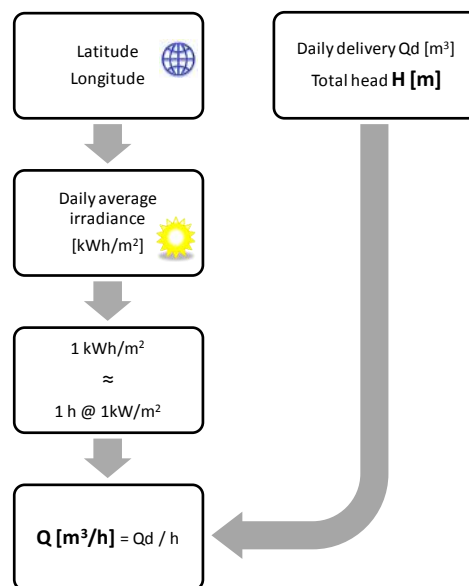 Latitude
Longitude
Daily delivery Qd [m³]
Total head H [m]
Daily average
irradiance
[kWh/m²]
1 kWh/m²
≈
1 h @ 1kW/m²
Q [m³/h] = Qd / h